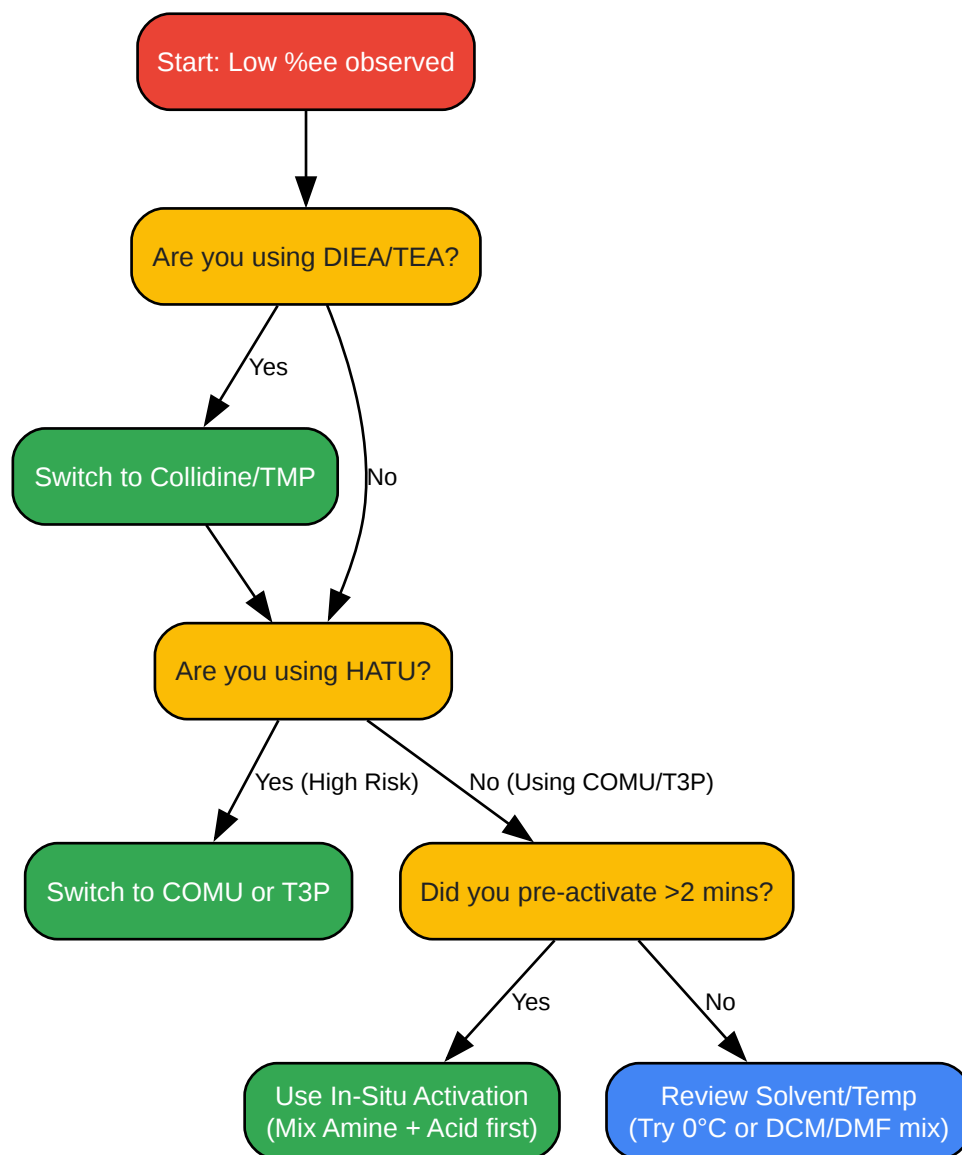 Start: Low %ee observed
Are you using DIEA/TEA?
Yes
Switch to Collidine/TMP
No
Are you using HATU?
Yes (High Risk)
No (Using COMU/T3P)
Switch to COMU or T3P
Did you pre-activate >2 mins?
Yes
No
Use In-Situ Activation
(Mix Amine + Acid first)
Review Solvent/Temp
(Try 0°C or DCM/DMF mix)